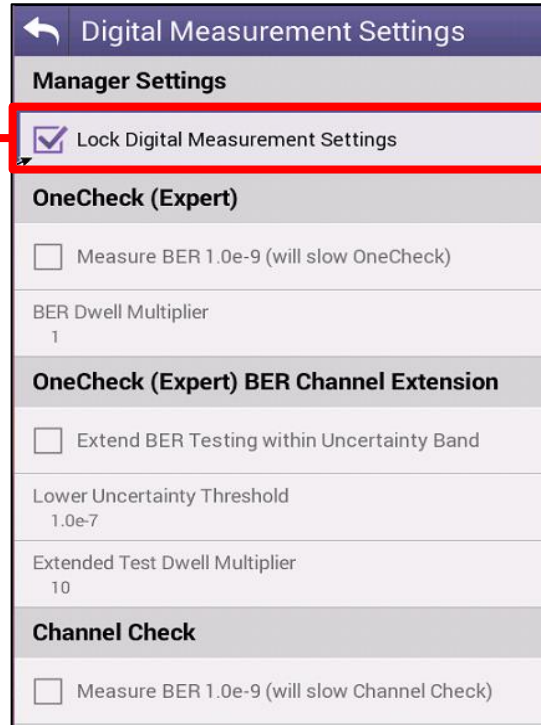 Digital Measurement Settings
Manager Settings
Lock Digital Measurement Settings
OneCheck (Expert)
Measure BER 1.0e-9 (will slow OneCheck)
BER Dwell Multiplier
1
OneCheck (Expert) BER Channel Extension
Extend BER Testing within Uncertainty Band
Lower Uncertainty Threshold
1.0e-7
Extended Test Dwell Multiplier
10
Channel Check
Measure BER 1.0e-9 (will slow Channel Check)